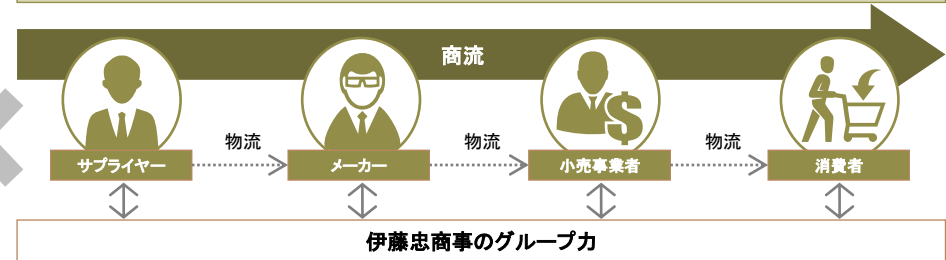 商流
物流
物流
物流
サプライヤー
メーカー
小売事業者
消費者
伊藤忠商事のグループ力